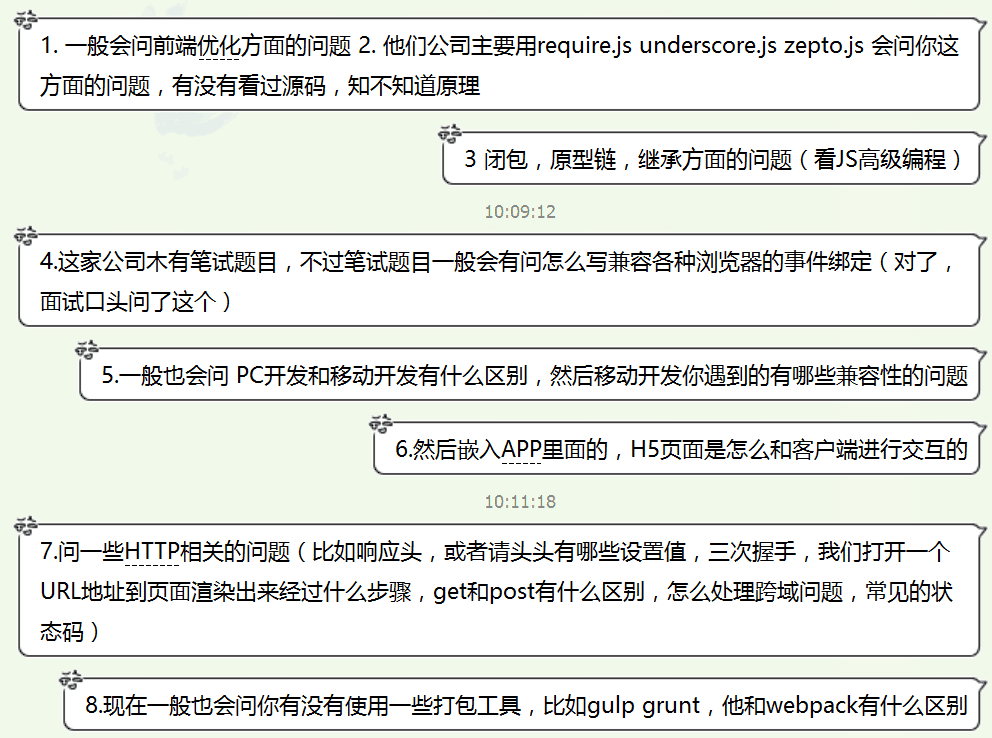 1. 一般会问前端优化方面的问题 2. 他们公司主要用require.js underscore.js zepto.js 会问你这
方面的问题，有没有看过源码，知不知道原理
3 闭包，原型链，继承方面的问题（看JS高级编程）
10:09:12
4.这家公司木有笔试题目，不过笔试题目一般会有问怎么写兼容各种浏览器的事件绑定（对了，
面试口头问了这个）
5.一般也会问 PC开发和移动开发有什么区别，然后移动开发你遇到的有哪些兼容性的问题
6.然后嵌入APP里面的，H5页面是怎么和客户端进行交互的
10:11:18
7.问一些HTTP相关的问题（比如响应头，或者请头头有哪些设置值，三次握手，我们打开一个
URL地址到页面渲染出来经过什么步骤，get和post有什么区别，怎么处理跨域问题，常见的状
态码）
8.现在一般也会问你有没有使用一些打包工具，比如gulp grunt，他和webpack有什么区别